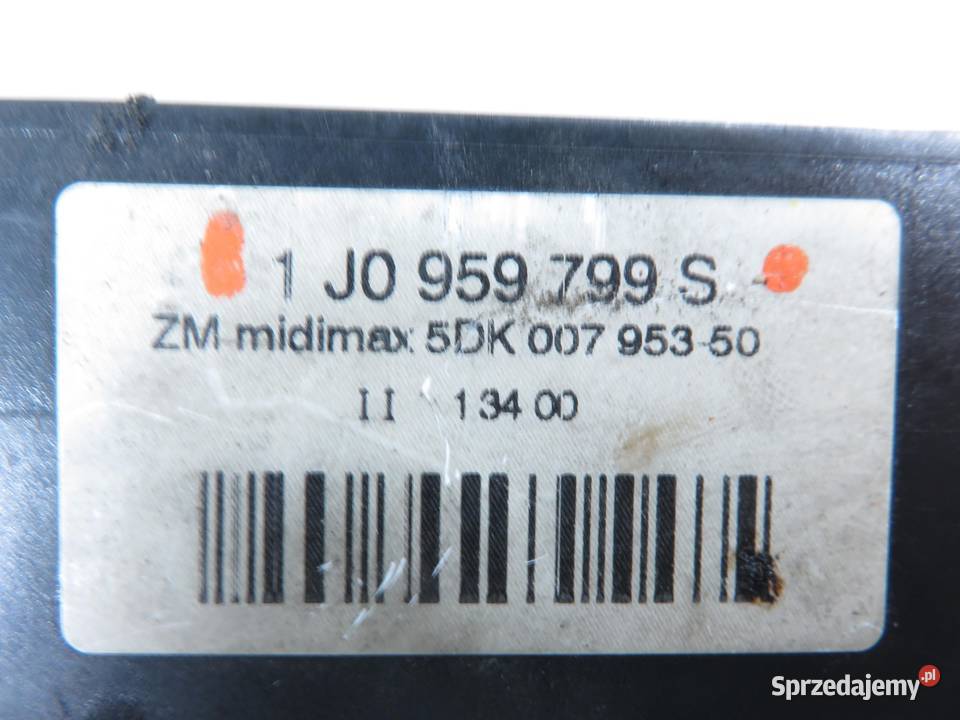 1 J0 959 799 S
ZM midimax 5DK 007 953-50
II 134 00
Sprzedajemy.pl